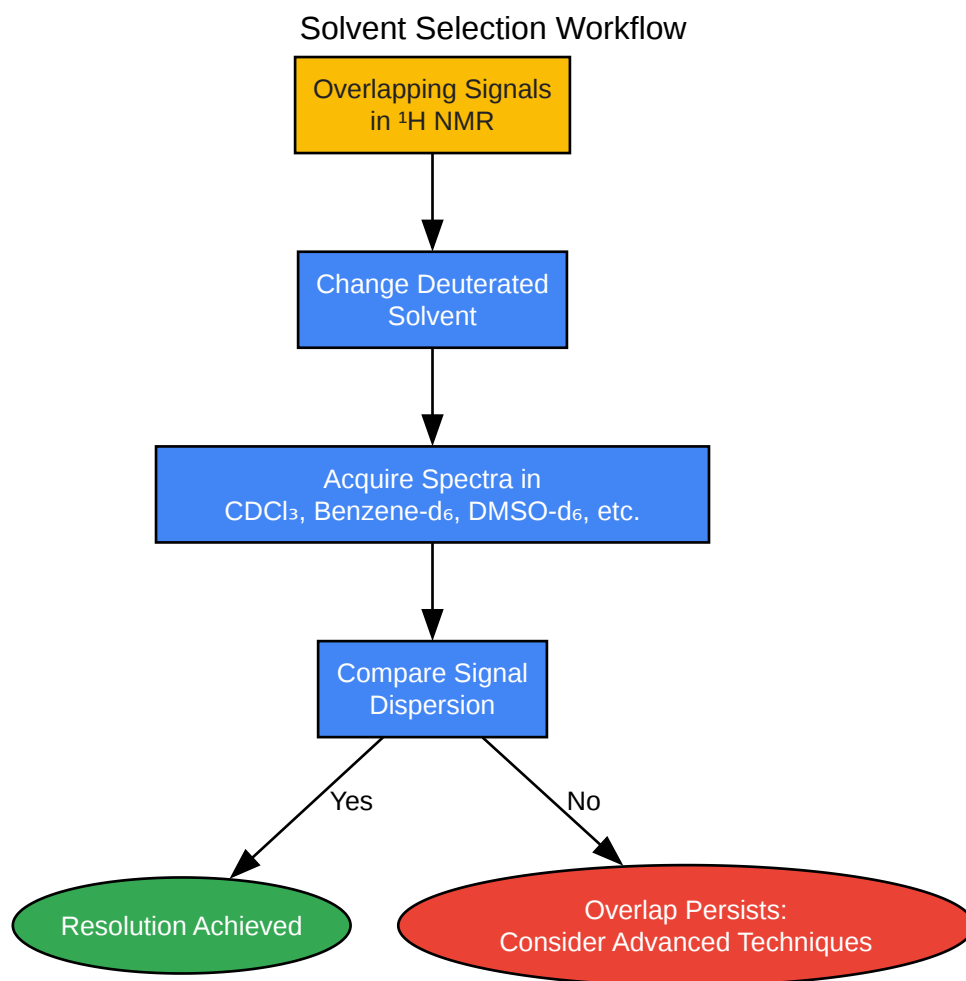 Solvent Selection Workflow
Overlapping Signals
in ¹H NMR
Change Deuterated
Solvent
Acquire Spectra in
CDCl₃, Benzene-d₆, DMSO-d₆, etc.
Compare Signal
Dispersion
Yes
No
Resolution Achieved
Overlap Persists:
Consider Advanced Techniques